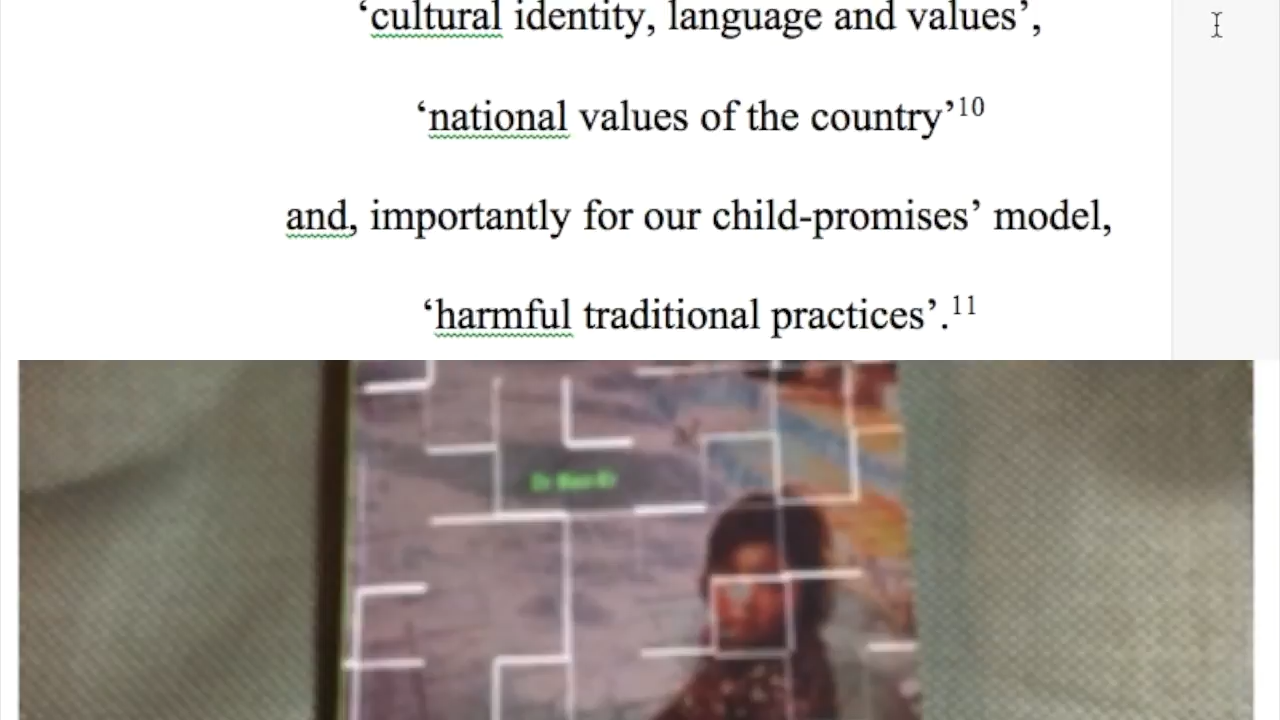 ‘cultural identity, language and values’,
‘national values of the country’10
and, importantly for our child-promises’ model,
‘harmful traditional practices’.11